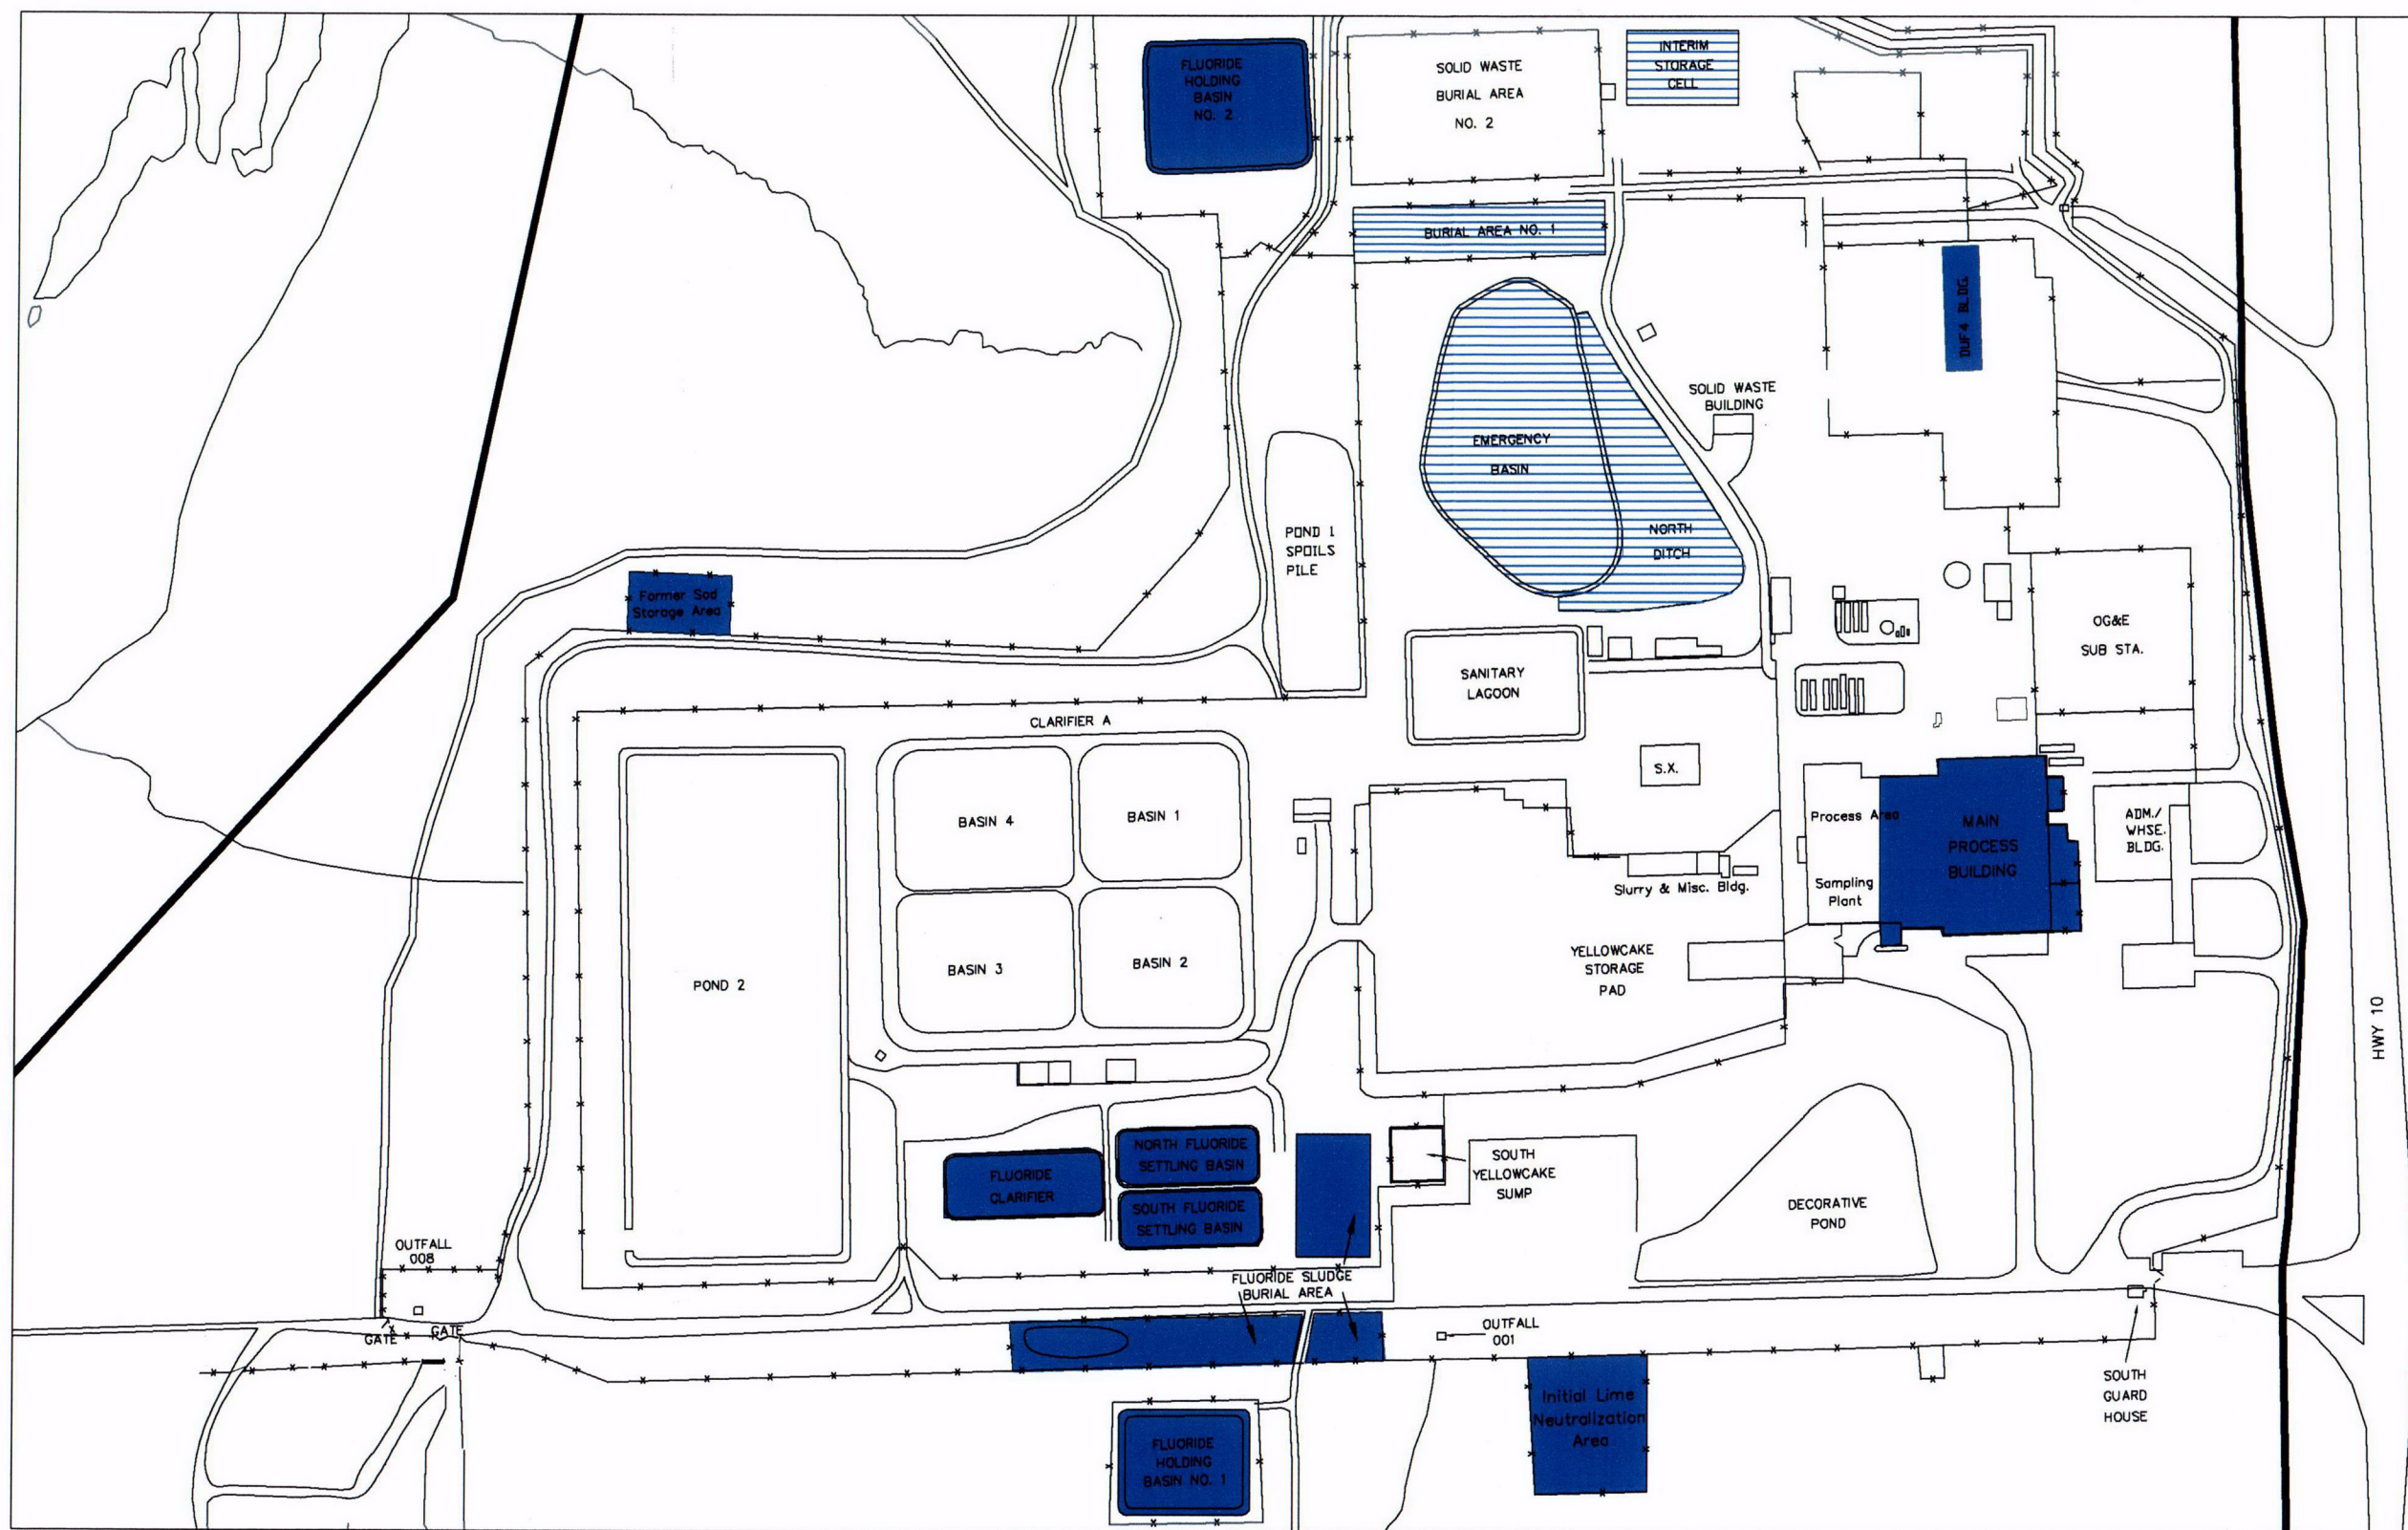 FLUORIDE
HOLDING
BASIN
NO. 2
SOLID WASTE
BURIAL AREA
NO. 2
INTERIM
STORAGE
CELL
BURIAL AREA NO. 1
DUF4 BLDG.
SOLID WASTE
BUILDING
EMERGENCY
BASIN
NORTH
DITCH
POND 1
SPOILS
PILE
Former Sod
Storage Area
OG&E
SUB STA.
SANITARY
LAGOON
CLARIFIER A
S.X.
BASIN 4
BASIN 1
Process Area
MAIN
PROCESS
BUILDING
ADM./
WHSE.
BLDG.
Slurry & Misc. Bldg.
Sampling
Plant
BASIN 3
BASIN 2
POND 2
YELLOWCAKE
STORAGE
PAD
HWY 10
NORTH FLUORIDE
SETTLING BASIN
FLUORIDE
CLARIFIER
SOUTH FLUORIDE
SETTLING BASIN
SOUTH
YELLOWCAKE
SUMP
DECORATIVE
POND
OUTFALL
008
FLUORIDE SLUDGE
BURIAL AREA
GATE
GATE
OUTFALL
001
SOUTH
GUARD
HOUSE
Initial Lime
Neutralization
Area
FLUORIDE
HOLDING
BASIN NO. 1